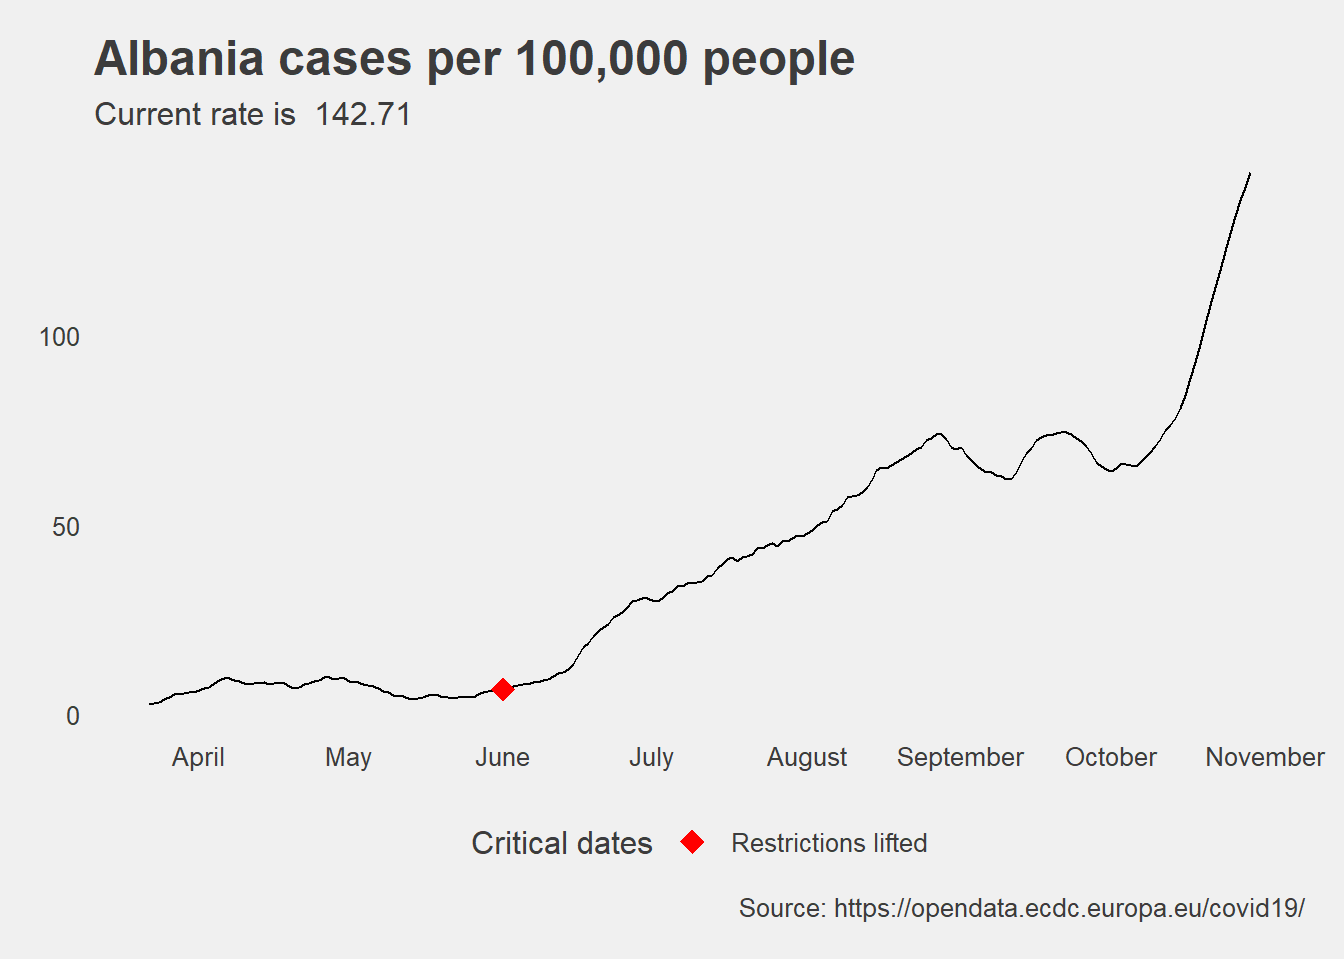 Albania cases per 100,000 people
Current rate is  142.71
100
50
0
April May June July August September October November
Critical dates Restrictions lifted
Source: https://opendata.ecdc.europa.eu/covid19/